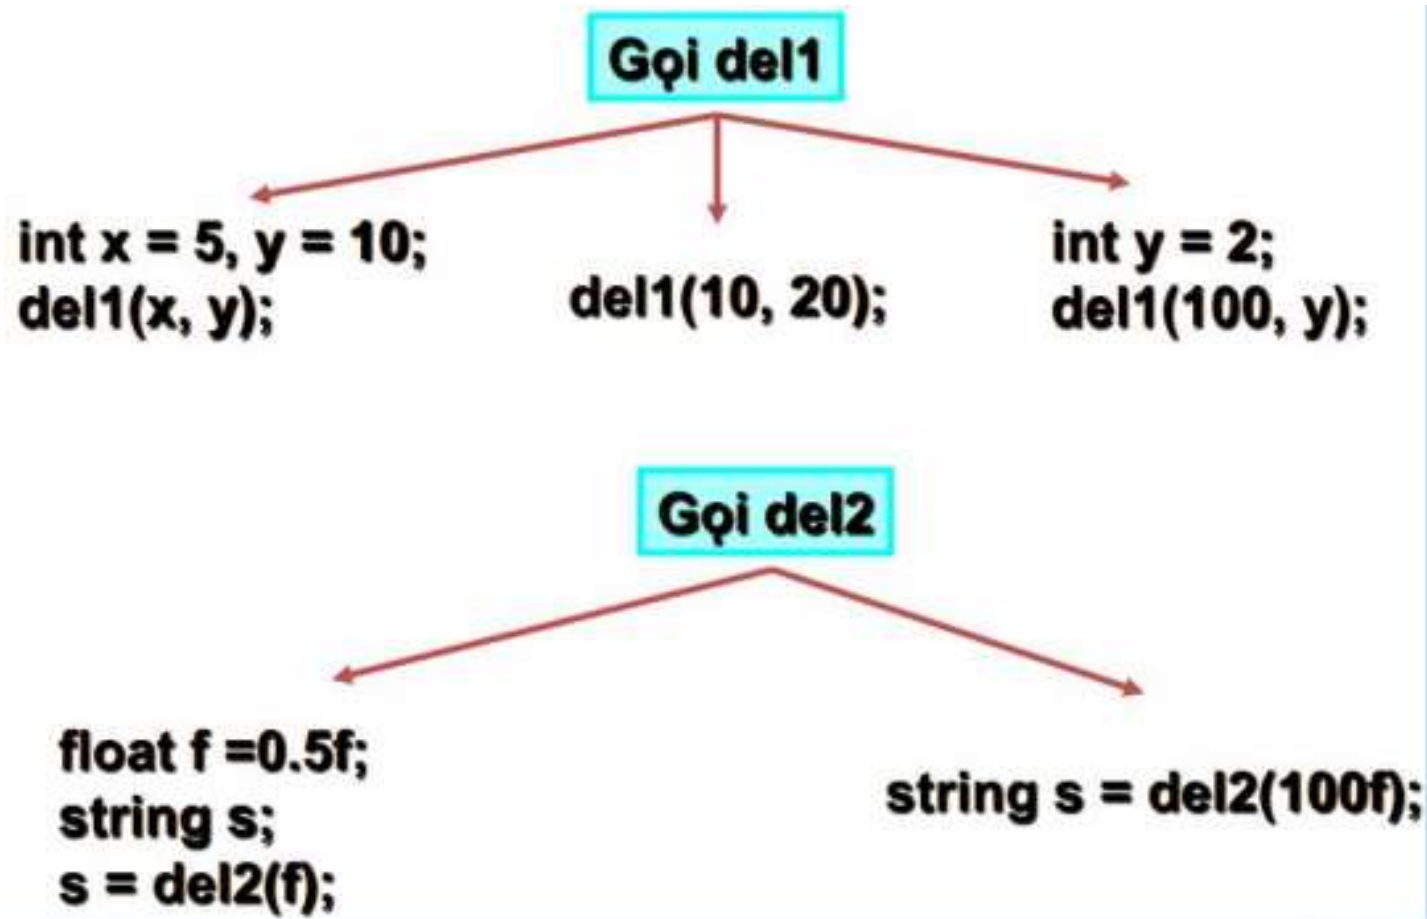 Gọi del1
int x = 5, y = 10;
del1(x, y);
del1(10, 20);
int y = 2;
del1(100, y);
Gọi del2
float f =0.5f;
string s;
s = del2(f);
string s = del2(100f);